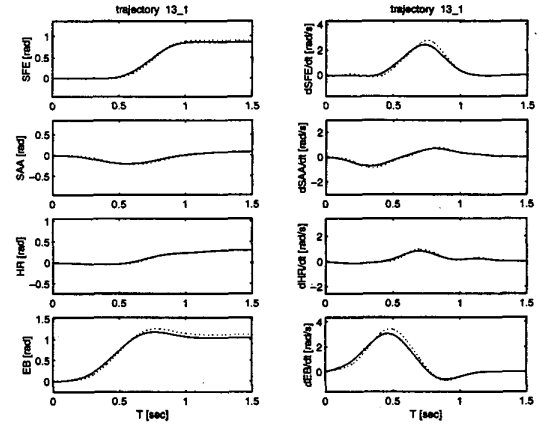 trajectory 13_1
SFE [rad]
1
0.5
0
0 0.5 1 1.5
SAA [rad]
0.5
0
-0.5
0 0.5 1 1.5
HR [rad]
1
0.5
0
-0.5
0 0.5 1 1.5
EB [rad]
1.5
1
0.5
0
0 0.5 1 1.5
T [sec]
trajectory 13_1
dSFE/dt [rad/s]
4
2
0
0 0.5 1 1.5
dSAA/dt [rad/s]
2
0
-2
0 0.5 1 1.5
dHR/dt [rad/s]
2
0
-2
0 0.5 1 1.5
dEB/dt [rad/s]
4
2
0
0 0.5 1 1.5
T [sec]